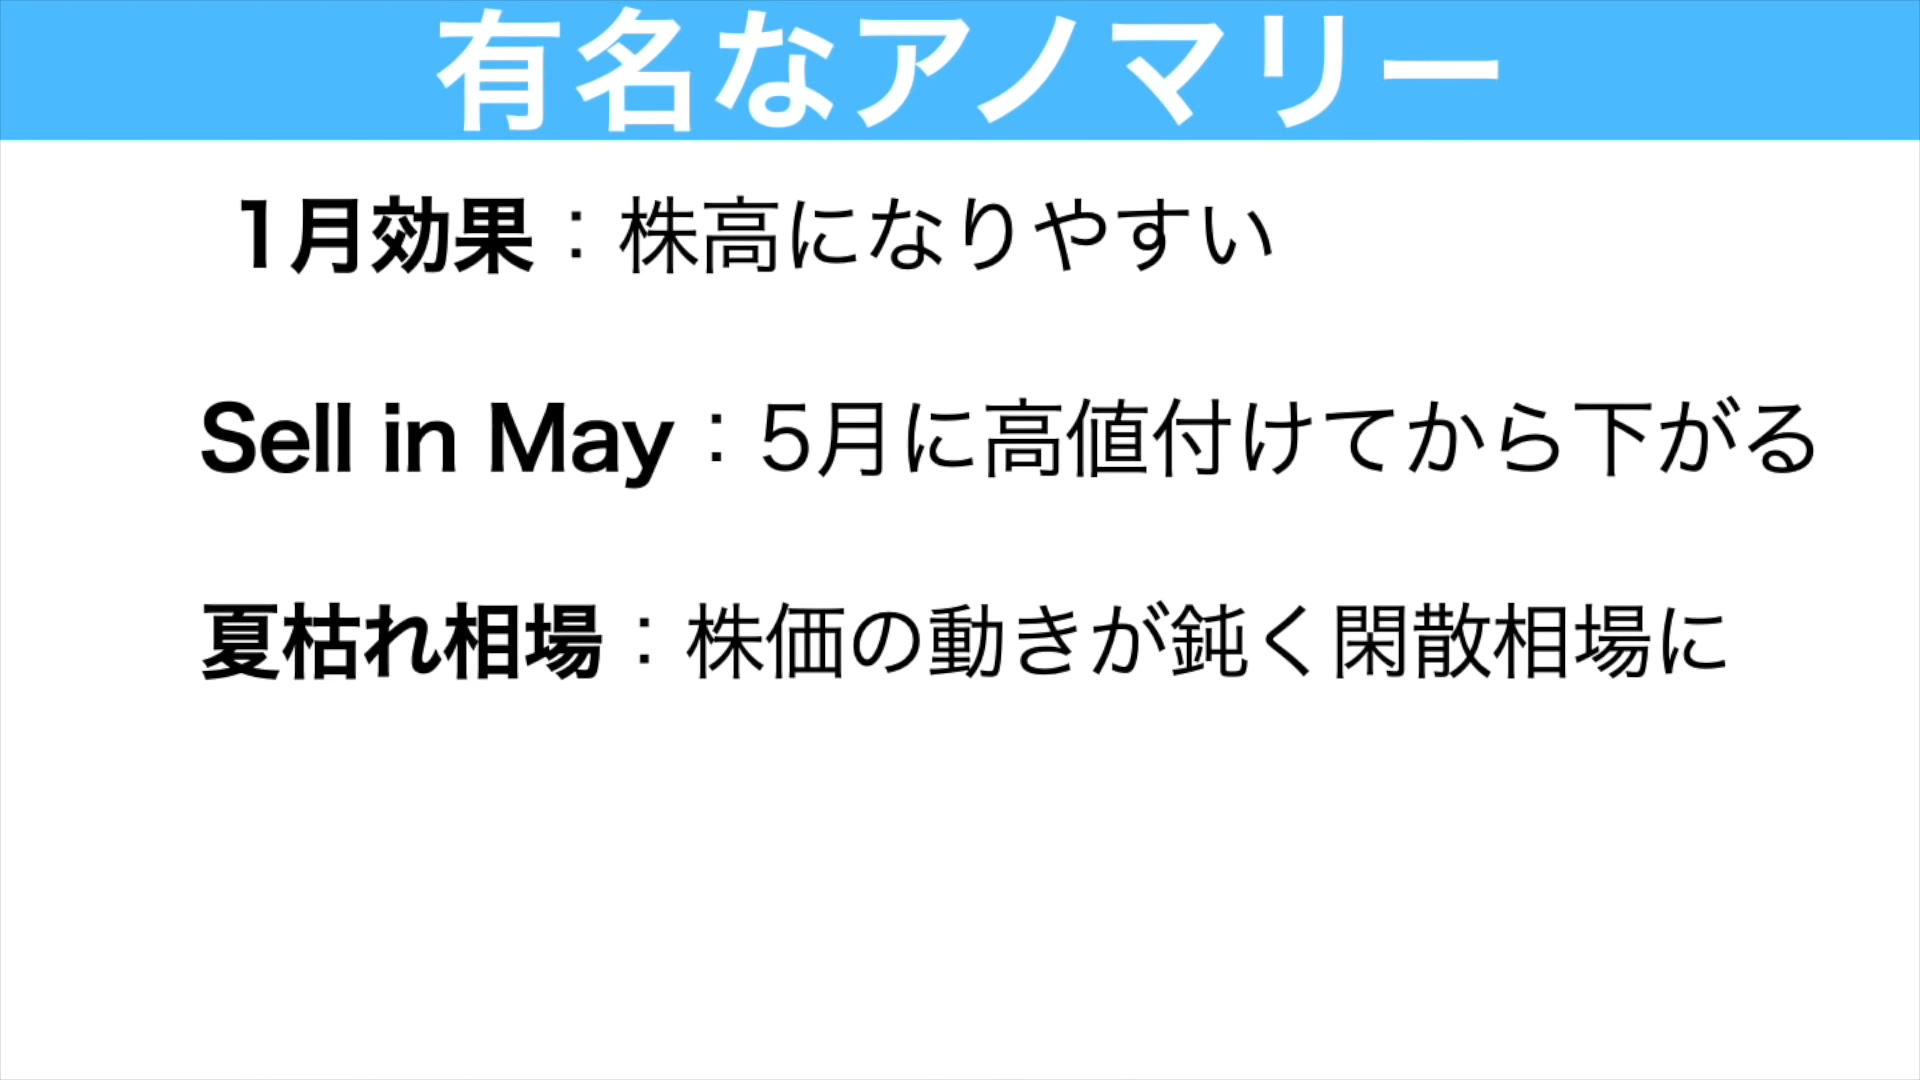 有名なアノマリー
1月効果：株高になりやすい
Sell in May：5月に高値付けてから下がる
夏枯れ相場：株価の動きが鈍く閑散相場に